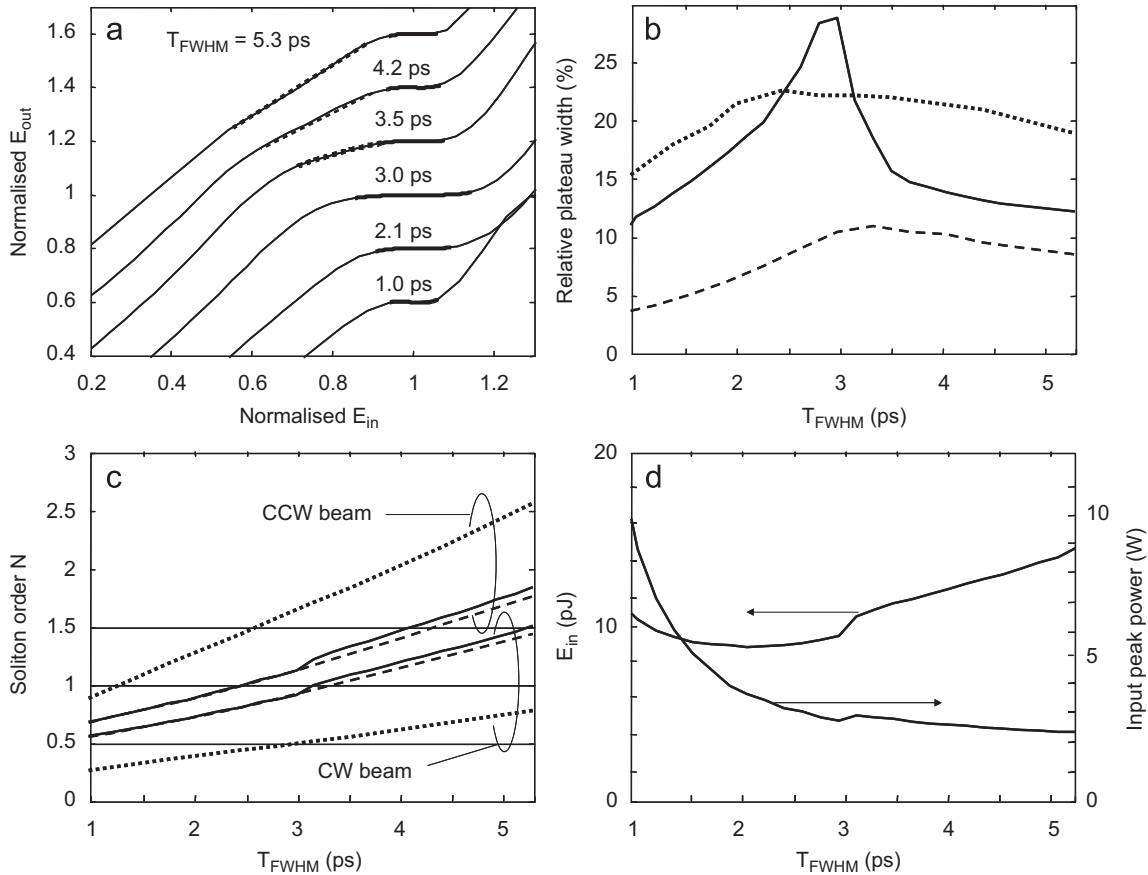 a
T_FWHM = 5.3 ps
4.2 ps
3.5 ps
3.0 ps
2.1 ps
1.0 ps
1.6
1.4
1.2
1
0.8
0.6
0.4
0.2 0.4 0.6 0.8 1 1.2
Normalised E_out
Normalised E_in
b
25
20
15
10
5
0
1 2 3 4 5
Relative plateau width (%)
T_FWHM (ps)
c
CCW beam
CW beam
3
2.5
2
1.5
1
0.5
0
1 2 3 4 5
Soliton order N
T_FWHM (ps)
d
20
10
0
10
5
0
1 2 3 4 5
E_in (pJ)
Input peak power (W)
T_FWHM (ps)